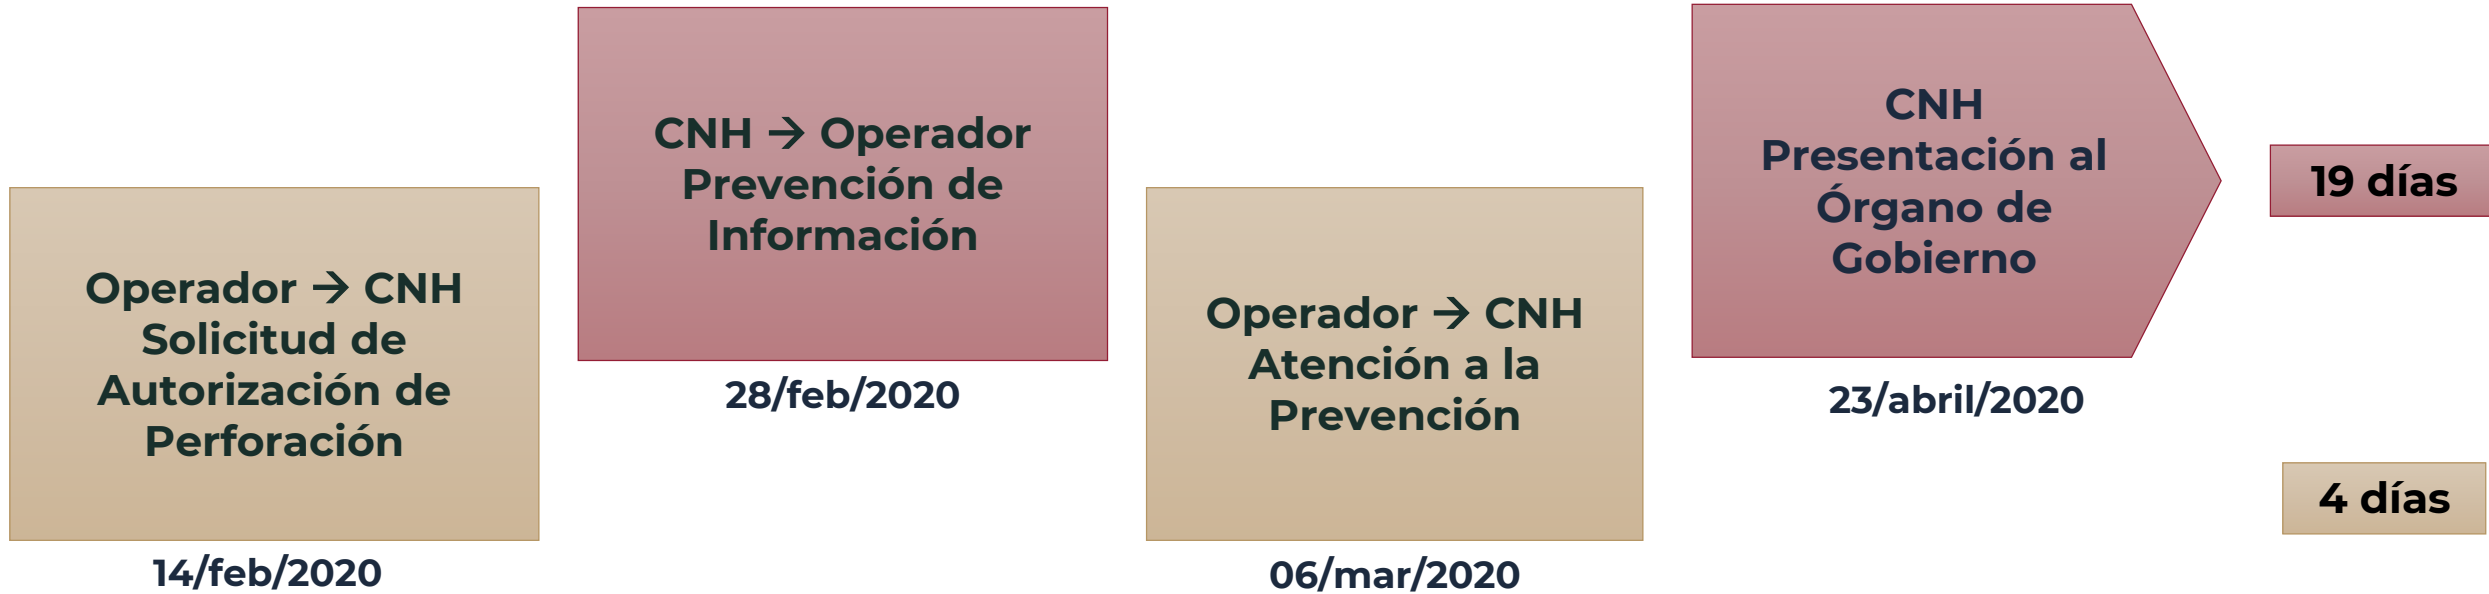 Operador → CNH
Solicitud de
Autorización de
Perforación
14/feb/2020
CNH → Operador
Prevención de
Información
28/feb/2020
Operador → CNH
Atención a la
Prevención
06/mar/2020
CNH
Presentación al
Órgano de
Gobierno
23/abril/2020
19 días
4 días